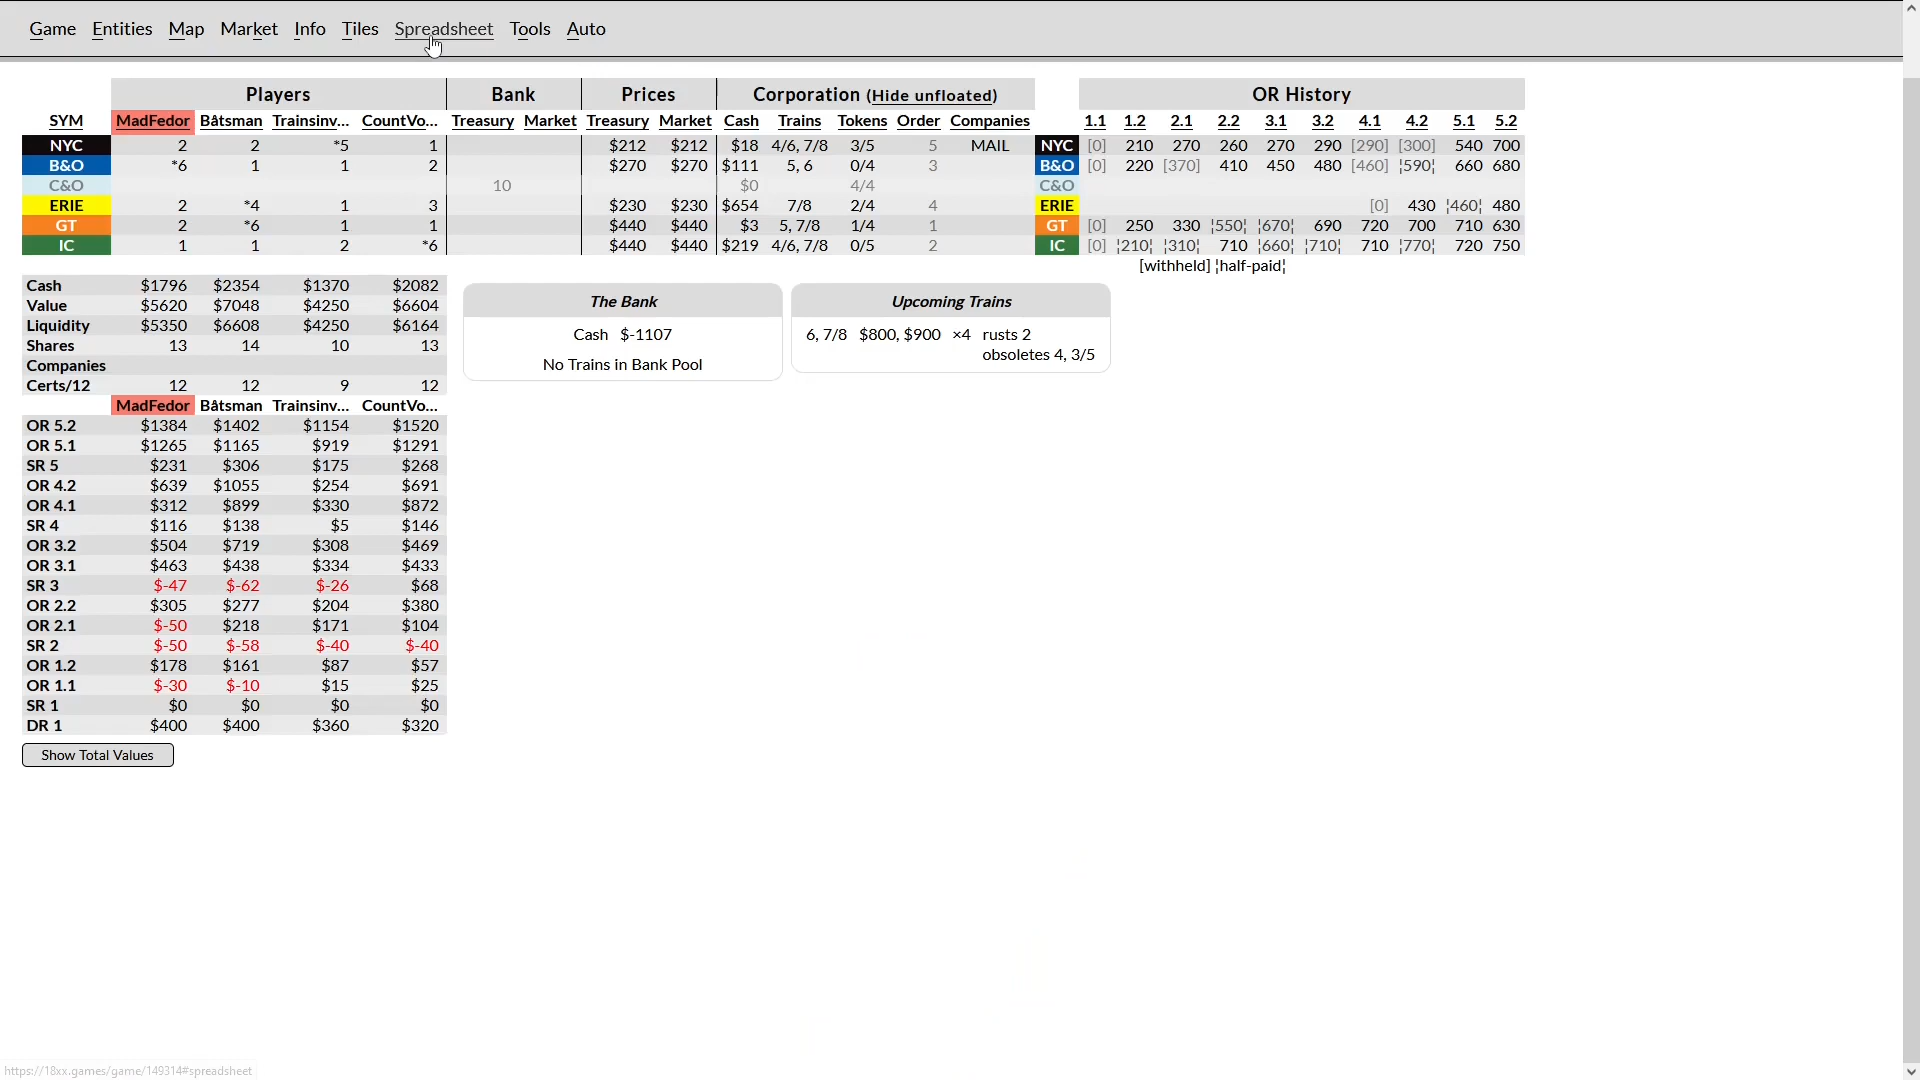 Game Entities Map Market Info Tiles Spreadsheet Tools Auto
Players Bank Prices Corporation (Hide unfloated) OR History
SYM MadFedor Båtsman Trainsinv... CountVo... Treasury Market Treasury Market Cash Trains Tokens Order Companies 1.1 1.2 2.1 2.2 3.1 3.2 4.1 4.2 5.1 5.2
NYC 2 2 *5 1 $212 $212 $18 4/6, 7/8 3/5 5 MAIL NYC [0] 210 270 260 270 290 [290] [300] 540 700
B&O *6 1 1 2 $270 $270 $111 5, 6 0/4 3 B&O [0] 220 [370] 410 450 480 [460] ¦590¦ 660 680
C&O 10 $0 4/4 C&O
ERIE 2 *4 1 3 $230 $230 $654 7/8 2/4 4 ERIE [0] 430 ¦460¦ 480
GT 2 *6 1 1 $440 $440 $3 5, 7/8 1/4 1 GT [0] 250 330 ¦550¦ ¦670¦ 690 720 700 710 630
IC 1 1 2 *6 $440 $440 $219 4/6, 7/8 0/5 2 IC [0] ¦210¦ ¦310¦ 710 ¦660¦ ¦710¦ 710 ¦770¦ 720 750
[withheld] ¦half-paid¦
Cash $1796 $2354 $1370 $2082
Value $5620 $7048 $4250 $6604
Liquidity $5350 $6608 $4250 $6164
Shares 13 14 10 13
Companies
Certs/12 12 12 9 12
The Bank
Cash $-1107
No Trains in Bank Pool
Upcoming Trains
6, 7/8 $800, $900 ×4 rusts 2
obsoletes 4, 3/5
MadFedor Båtsman Trainsinv... CountVo...
OR 5.2 $1384 $1402 $1154 $1520
OR 5.1 $1265 $1165 $919 $1291
SR 5 $231 $306 $175 $268
OR 4.2 $639 $1055 $254 $691
OR 4.1 $312 $899 $330 $872
SR 4 $116 $138 $5 $146
OR 3.2 $504 $719 $308 $469
OR 3.1 $463 $438 $334 $433
SR 3 $-47 $-62 $-26 $68
OR 2.2 $305 $277 $204 $380
OR 2.1 $-50 $218 $171 $104
SR 2 $-50 $-58 $-40 $-40
OR 1.2 $178 $161 $87 $57
OR 1.1 $-30 $-10 $15 $25
SR 1 $0 $0 $0 $0
DR 1 $400 $400 $360 $320
Show Total Values
https://18xx.games/game/149314#spreadsheet